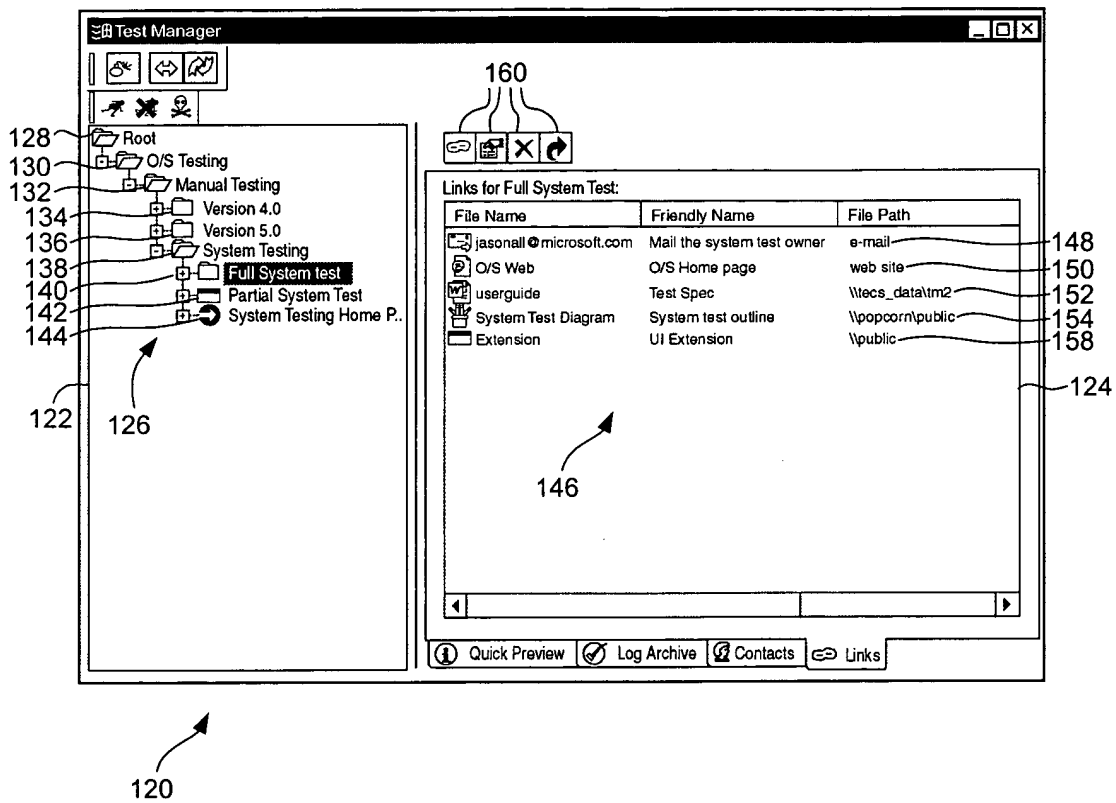 Test Manager
160
128
Root
130
O/S Testing
132
Manual Testing
134
Version 4.0
136
Version 5.0
138
System Testing
140
Full System test
142
Partial System Test
144
System Testing Home P..
122
126
Links for Full System Test:
File Name Friendly Name File Path
jasonall@microsoft.com Mail the system test owner e-mail 148
O/S Web O/S Home page web site 150
userguide Test Spec \\tecs_data\tm2 152
System Test Diagram System test outline \\popcorn\public 154
Extension UI Extension \\public 158
124
146
Quick Preview Log Archive Contacts Links
120